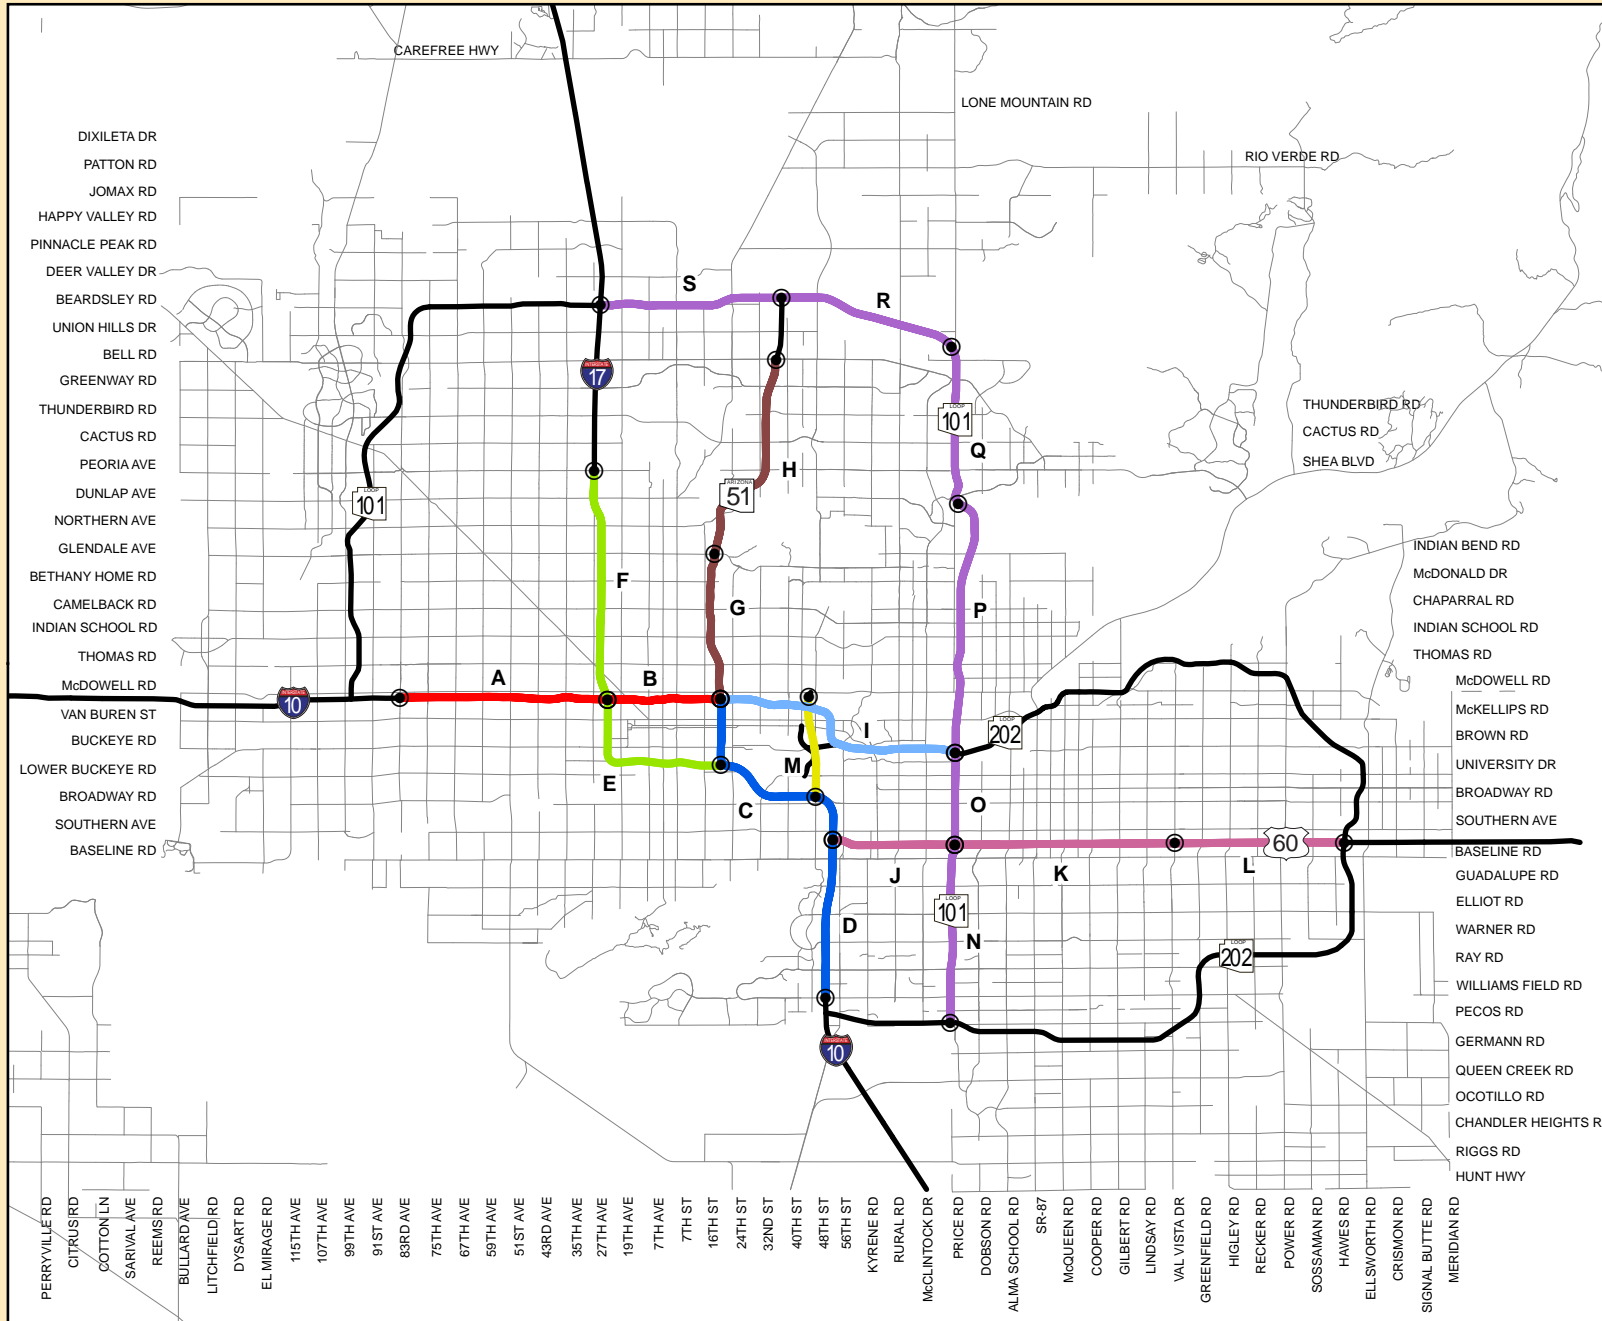 CAREFREE HWY
LONE MOUNTAIN RD
RIO VERDE RD
DIXILETA DR
PATTON RD
JOMAX RD
HAPPY VALLEY RD
PINNACLE PEAK RD
DEER VALLEY DR
BEARDSLEY RD
UNION HILLS DR
BELL RD
GREENWAY RD
THUNDERBIRD RD
CACTUS RD
PEORIA AVE
DUNLAP AVE
NORTHERN AVE
GLENDALE AVE
BETHANY HOME RD
CAMELBACK RD
INDIAN SCHOOL RD
THOMAS RD
McDOWELL RD
VAN BUREN ST
BUCKEYE RD
LOWER BUCKEYE RD
BROADWAY RD
SOUTHERN AVE
BASELINE RD
S
R
INTERSTATE
17
LOOP
101
Q
H
ARIZONA
51
LOOP
101
F
G
P
A
B
INTERSTATE
10
I
LOOP
202
M
E
C
O
J
K
L
60
D
LOOP
101
N
LOOP
202
INTERSTATE
10
THUNDERBIRD RD
CACTUS RD
SHEA BLVD
INDIAN BEND RD
McDONALD DR
CHAPARRAL RD
INDIAN SCHOOL RD
THOMAS RD
McDOWELL RD
McKELLIPS RD
BROWN RD
UNIVERSITY DR
BROADWAY RD
SOUTHERN AVE
BASELINE RD
GUADALUPE RD
ELLIOT RD
WARNER RD
RAY RD
WILLIAMS FIELD RD
PECOS RD
GERMANN RD
QUEEN CREEK RD
OCOTILLO RD
CHANDLER HEIGHTS R
RIGGS RD
HUNT HWY
PERRYVILLE RD
CITRUS RD
COTTON LN
SARIVAL AVE
REEMS RD
BULLARD AVE
LITCHFIELD RD
DYSART RD
EL MIRAGE RD
115TH AVE
107TH AVE
99TH AVE
91ST AVE
83RD AVE
75TH AVE
67TH AVE
59TH AVE
51ST AVE
43RD AVE
35TH AVE
27TH AVE
19TH AVE
7TH AVE
7TH ST
16TH ST
24TH ST
32ND ST
40TH ST
48TH ST
56TH ST
KYRENE RD
RURAL RD
McCLINTOCK DR
PRICE RD
DOBSON RD
ALMA SCHOOL RD
SR-87
McQUEEN RD
COOPER RD
GILBERT RD
LINDSAY RD
VAL VISTA DR
GREENFIELD RD
HIGLEY RD
RECKER RD
POWER RD
SOSSAMAN RD
HAWES RD
ELLSWORTH RD
CRISMON RD
SIGNAL BUTTE RD
MERIDIAN RD